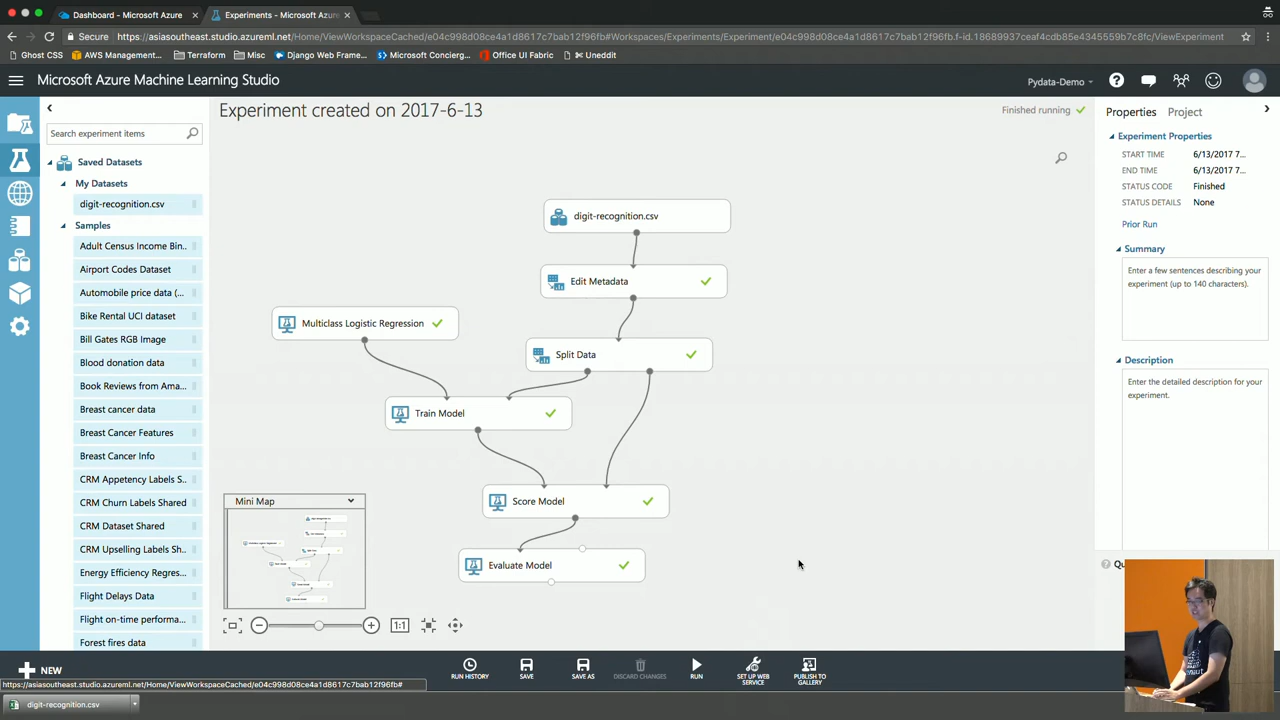 Dashboard - Microsoft Azure
Experiments - Microsoft Azu
Secure
https://asiasoutheast.studio.azureml.net/Home/ViewWorkspaceCached/e04c998d08ce4a1d8617c7bab12f96fb#Workspaces/Experiments/Experiment/e04c998d08ce4a1d8617c7bab12f96fb.f-id.18689937ceaf4cdb85e4345559b7c8fc/ViewExperiment
Ghost CSS
AWS Management...
Terraform
Misc
Django Web Fram...
Microsoft Concierg...
Office UI Fabric
Uneddit
Microsoft Azure Machine Learning Studio
Pydata-Demo
Experiment created on 2017-6-13
Finished running
Search experiment items
Saved Datasets
My Datasets
digit-recognition.csv
Samples
Adult Census Income Bin..
Airport Codes Dataset
Automobile price data (...
Bike Rental UCI dataset
Bill Gates RGB Image
Blood donation data
Book Reviews from Ama...
Breast cancer data
Breast Cancer Features
Breast Cancer Info
CRM Appetency Labels S..
CRM Churn Labels Shared
CRM Dataset Shared
CRM Upselling Labels Sh..
Energy Efficiency Regres...
Flight Delays Data
Flight on-time performa...
Forest fires data
digit-recognition.csv
Edit Metadata
Multiclass Logistic Regression
Split Data
Train Model
Score Model
Evaluate Model
Mini Map
1:1
Properties
Project
Experiment Properties
START TIME 6/13/2017 7...
END TIME 6/13/2017 7...
STATUS CODE Finished
STATUS DETAILS None
Prior Run
Summary
Enter a few sentences describing your
experiment (up to 140 characters).
Description
Enter the detailed description for your
experiment.
NEW
RUN HISTORY
SAVE
SAVE AS
DISCARD CHANGES
RUN
SET UP WEB
SERVICE
PUBLISH TO
GALLERY
https://asiasoutheast.studio.azureml.net/Home/ViewWorkspaceCached/e04c998d08ce4a1d8617c7bab12f96fb#
digit-recognition.csv